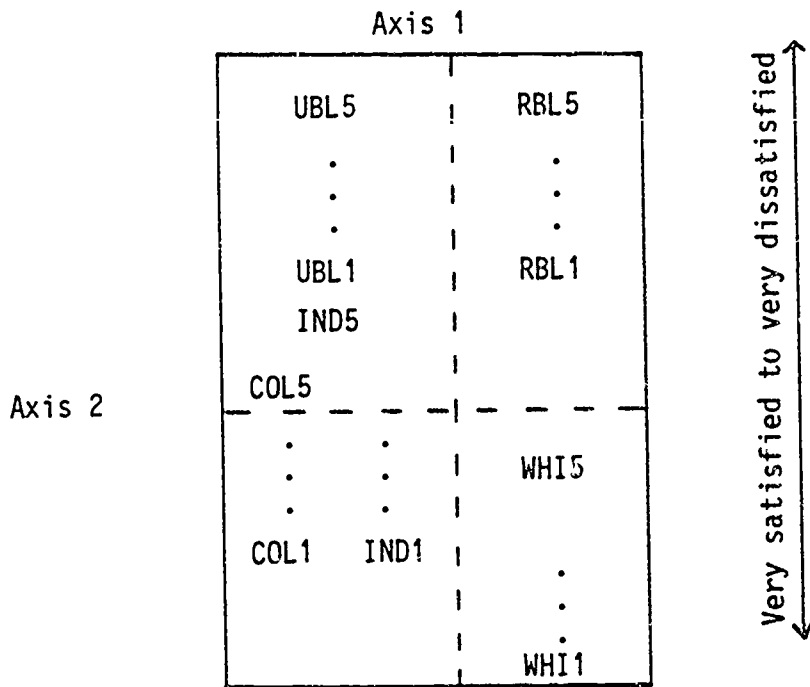 Axis 1
UBL5 RBL5
UBL1 RBL1
IND5
COL5
Axis 2
WHI5
COL1 IND1
WHI1
Very satisfied to very dissatisfied